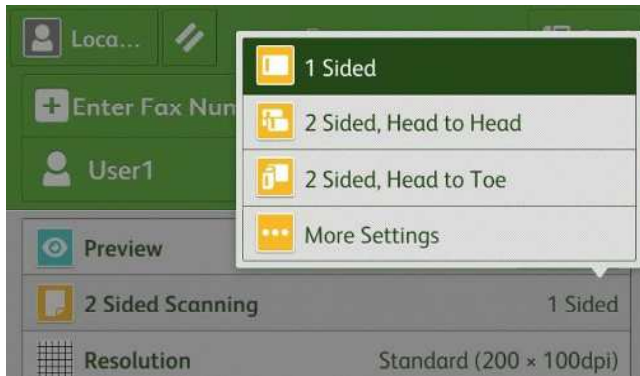 Loca...
1 Sided
Enter Fax Num
2 Sided, Head to Head
User1
2 Sided, Head to Toe
More Settings
Preview
2 Sided Scanning
1 Sided
Resolution
Standard (200 × 100dpi)